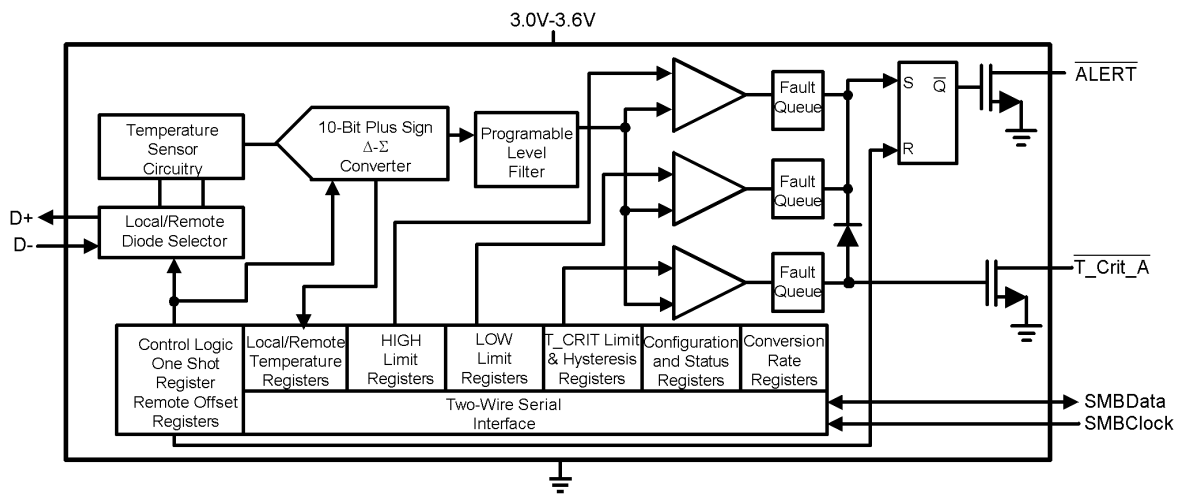 3.0V-3.6V
ALERT
Fault
Queue
S
Q
R
Temperature
Sensor
Circuitry
10-Bit Plus Sign
Δ-Σ
Converter
Programable
Level
Filter
Fault
Queue
D+
D-
Local/Remote
Diode Selector
Fault
Queue
T_Crit_A
Control Logic
One Shot
Register
Remote Offset
Registers
Local/Remote
Temperature
Registers
HIGH
Limit
Registers
LOW
Limit
Registers
T_CRIT Limit
& Hysteresis
Registers
Configuration
and Status
Registers
Conversion
Rate
Registers
Two-Wire Serial
Interface
SMBData
SMBClock